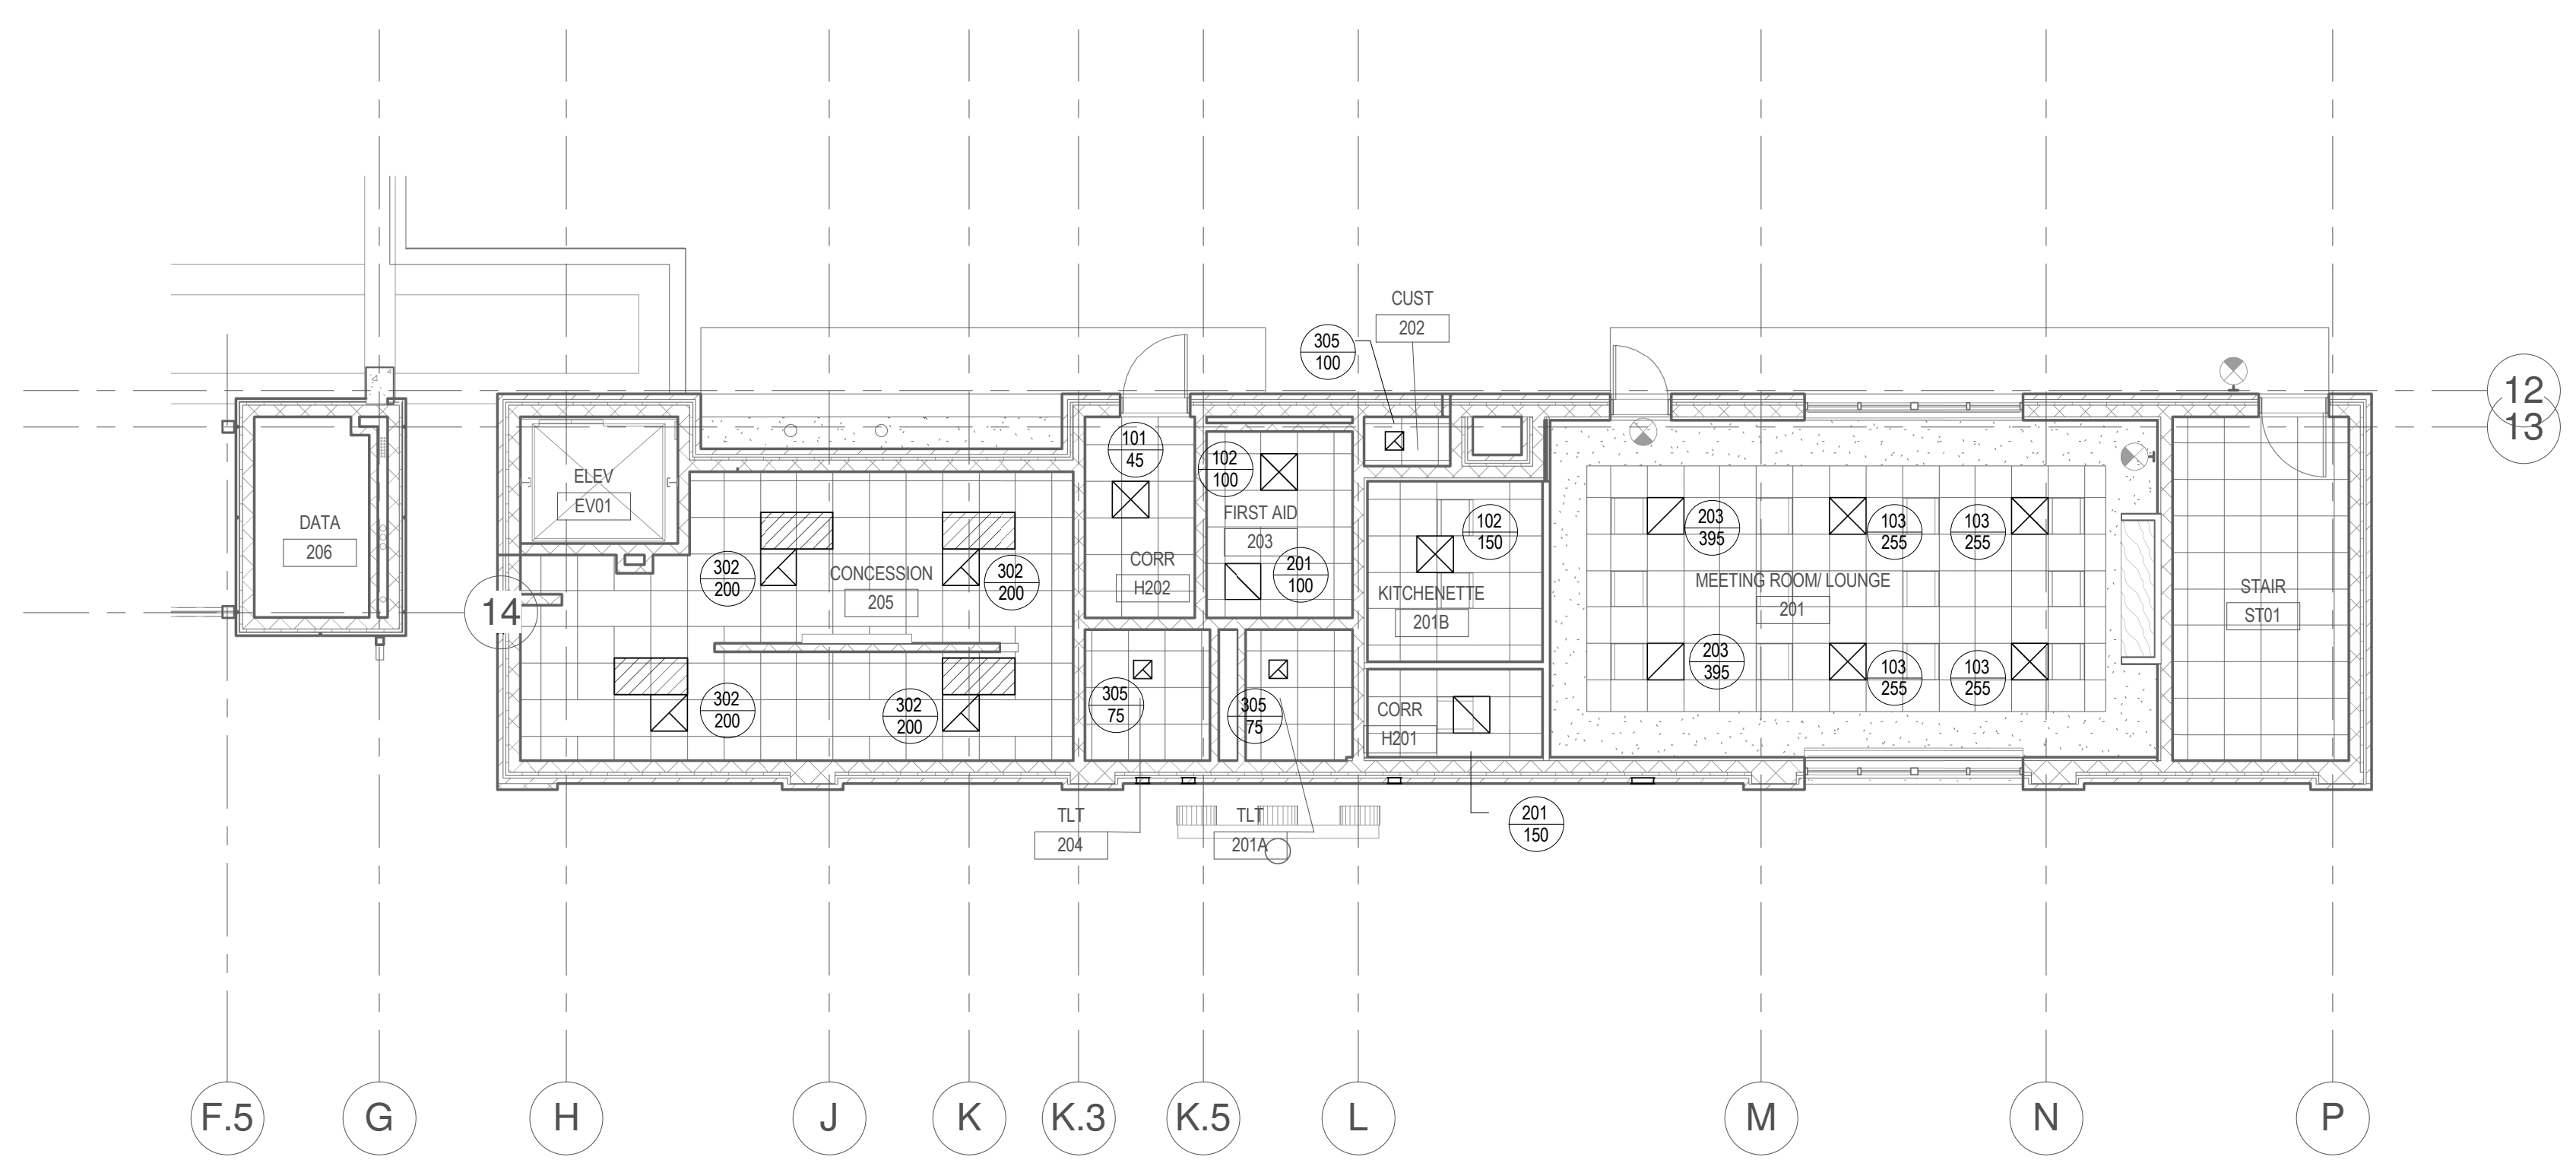 CUST
202
305
100
12
13
101
45
102
100
ELEV
EV01
DATA
206
FIRST AID
203
102
150
203
395
103
255
103
255
302
200
CONCESSION
205
302
200
CORR
H202
201
100
KITCHENETTE
201B
MEETING ROOM/ LOUNGE
201
STAIR
ST01
14
302
200
302
200
305
75
305
75
CORR
H201
203
395
103
255
103
255
TLT
204
TLT
201A
201
150
F.5
G
H
J
K
K.3
K.5
L
M
N
P